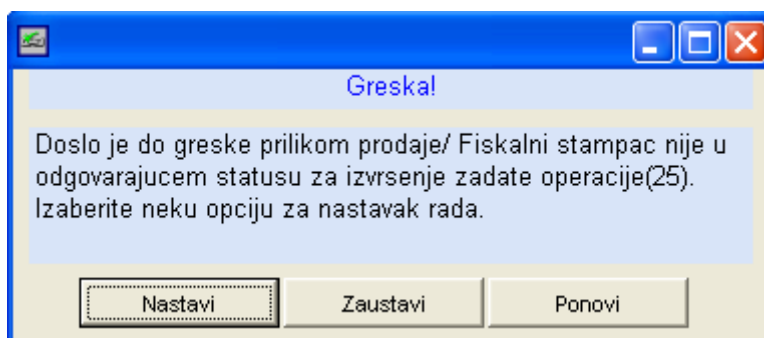 Greska!
Doslo je do greske prilikom prodaje/ Fiskalni stampac nije u
odgovarajucem statusu za izvrsenje zadate operacije(25).
Izaberite neku opciju za nastavak rada.
Nastavi Zaustavi Ponovi